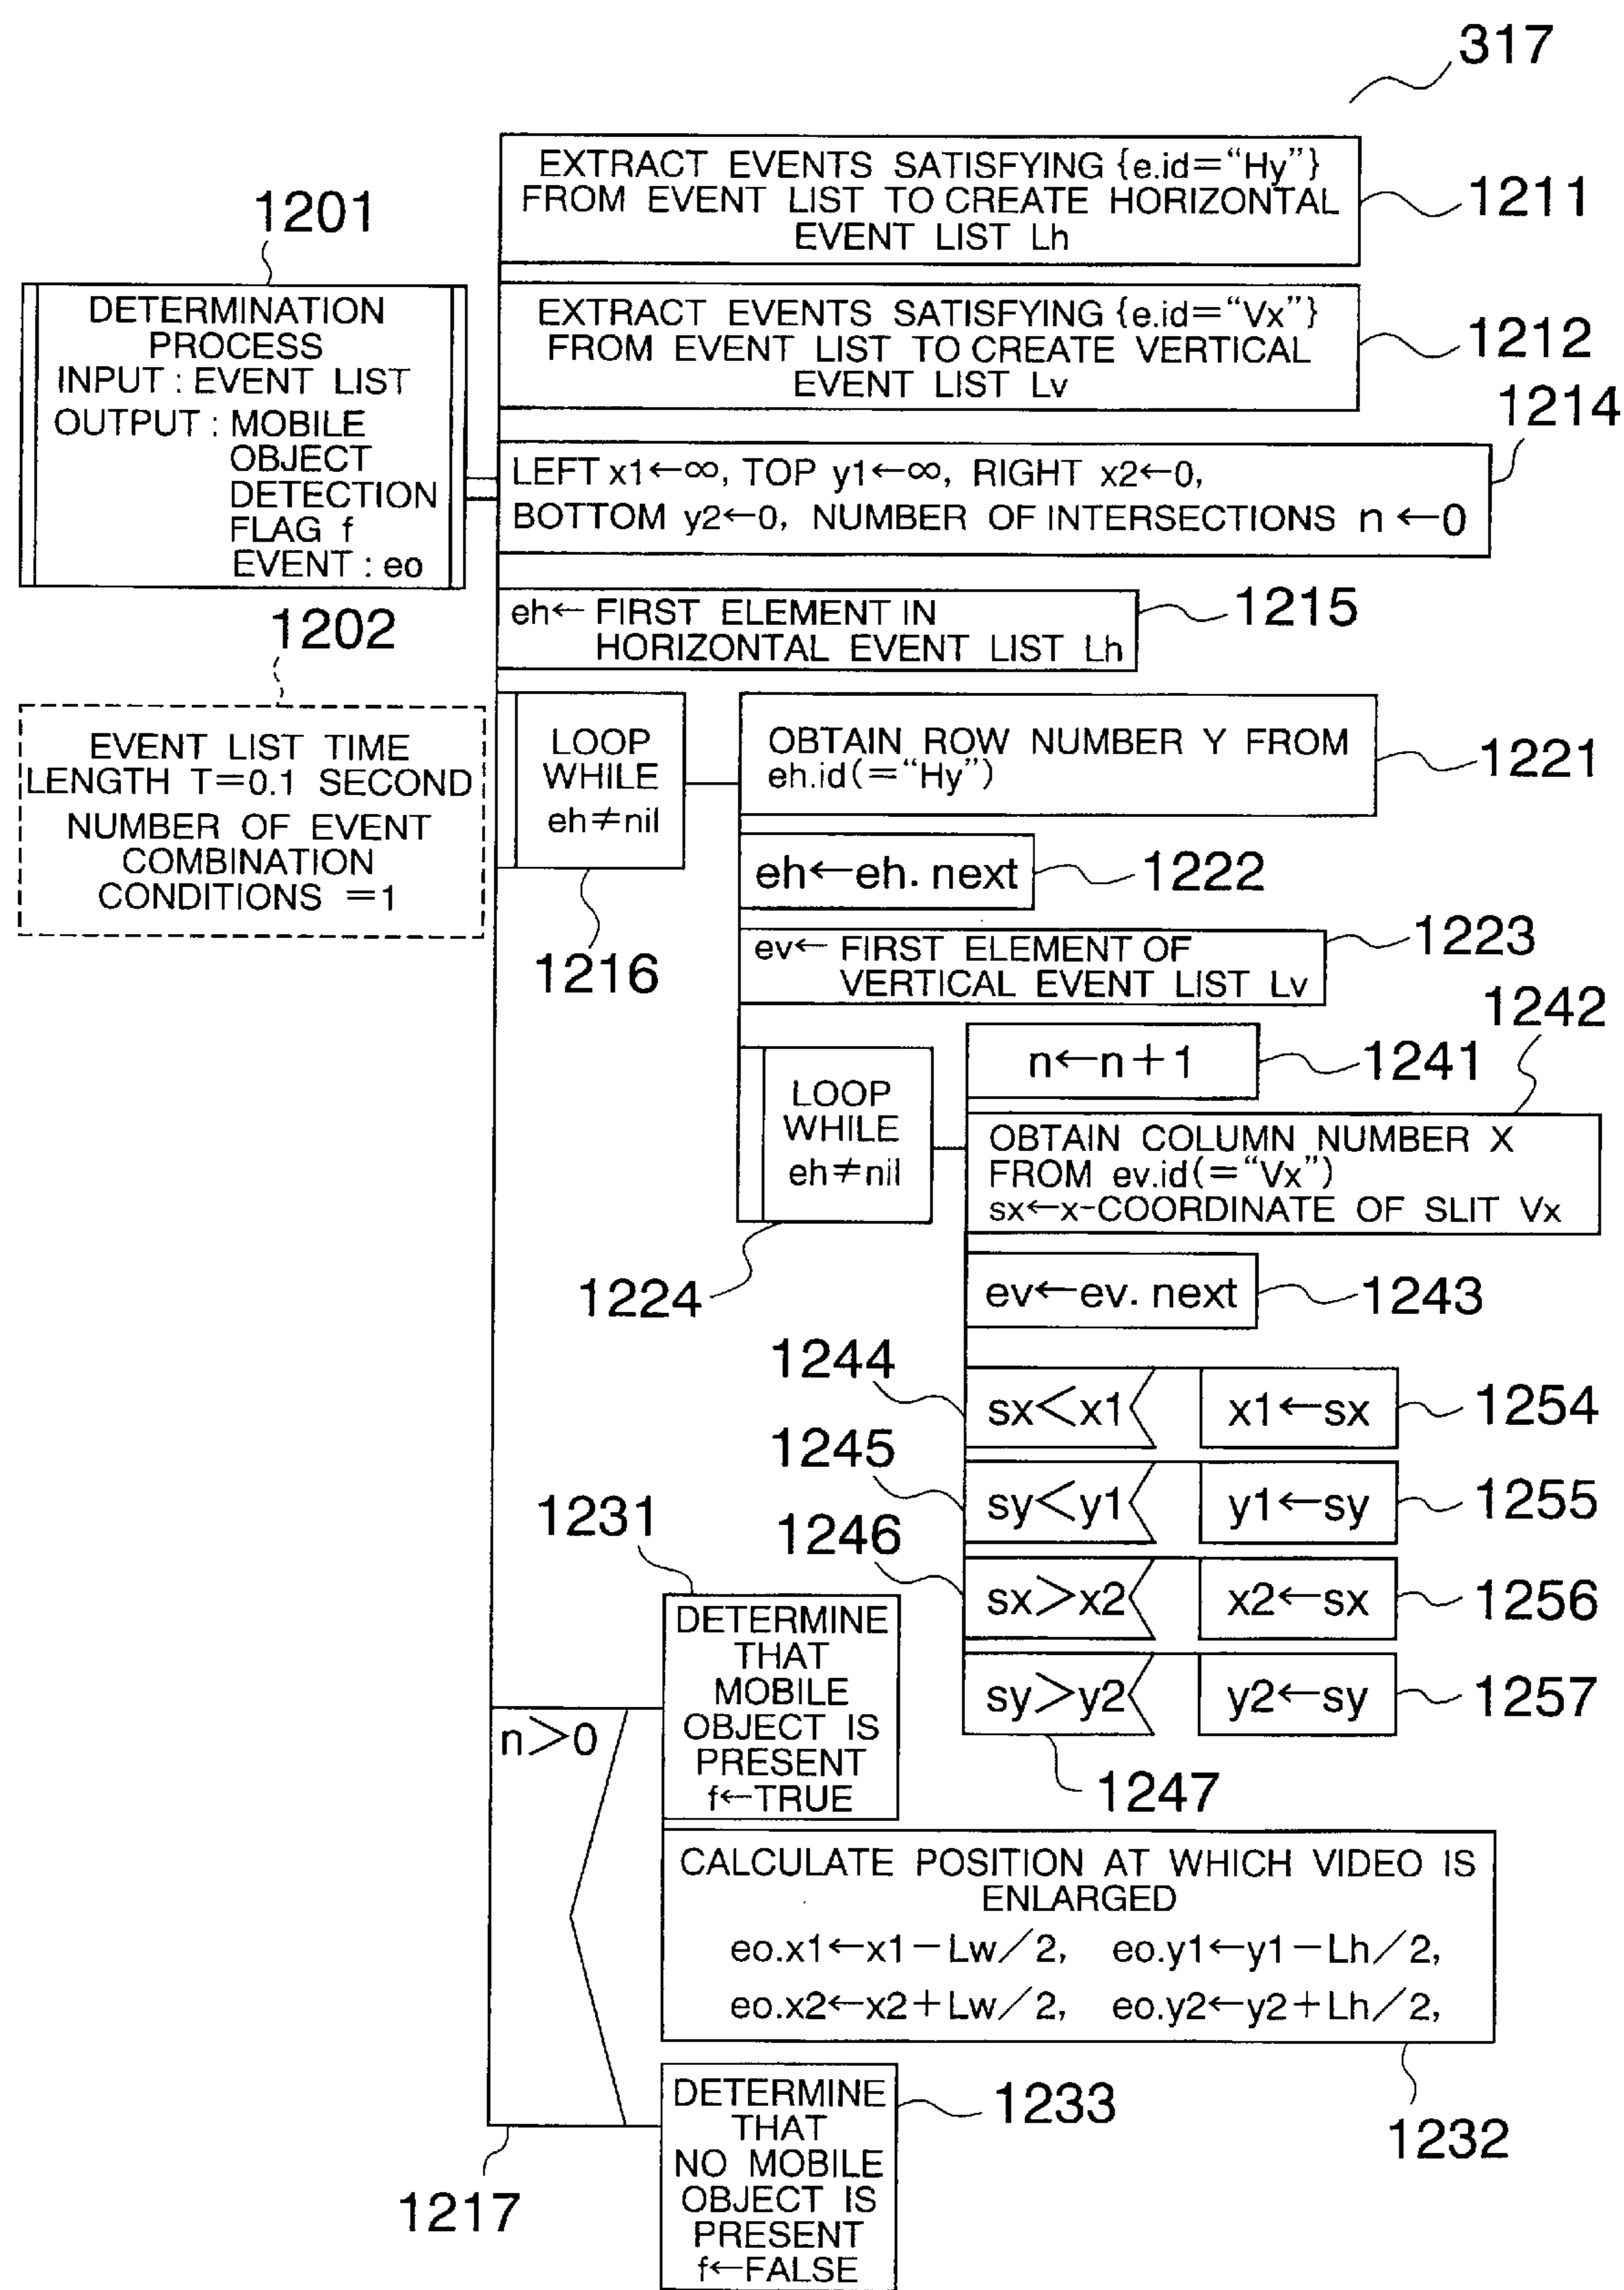 317
EXTRACT EVENTS SATISFYING {e.id="Hy"}
FROM EVENT LIST TO CREATE HORIZONTAL
EVENT LIST Lh
1211
1201
DETERMINATION
PROCESS
INPUT : EVENT LIST
OUTPUT : MOBILE
OBJECT
DETECTION
FLAG f
EVENT : eo
EXTRACT EVENTS SATISFYING {e.id="Vx"}
FROM EVENT LIST TO CREATE VERTICAL
EVENT LIST Lv
1212
1214
LEFT x1←∞, TOP y1←∞, RIGHT x2←0,
BOTTOM y2←0, NUMBER OF INTERSECTIONS n ←0
eh← FIRST ELEMENT IN
HORIZONTAL EVENT LIST Lh
1215
1202
EVENT LIST TIME
LENGTH T=0.1 SECOND
NUMBER OF EVENT
COMBINATION
CONDITIONS =1
LOOP
WHILE
eh≠nil
1216
OBTAIN ROW NUMBER Y FROM
eh.id(="Hy")
1221
eh←eh. next
1222
ev← FIRST ELEMENT OF
VERTICAL EVENT LIST Lv
1223
LOOP
WHILE
eh≠nil
1224
n←n+1
1241
1242
OBTAIN COLUMN NUMBER X
FROM ev.id(="Vx")
sx←x-COORDINATE OF SLIT Vx
ev←ev. next
1243
1244
sx<x1
x1←sx
1254
1245
sy<y1
y1←sy
1255
1246
sx>x2
x2←sx
1256
sy>y2
y2←sy
1257
1247
1231
n>0
DETERMINE
THAT
MOBILE
OBJECT IS
PRESENT
f←TRUE
CALCULATE POSITION AT WHICH VIDEO IS
ENLARGED
eo.x1←x1−Lw/2, eo.y1←y1−Lh/2,
eo.x2←x2+Lw/2, eo.y2←y2+Lh/2,
1232
DETERMINE
THAT
NO MOBILE
OBJECT IS
PRESENT
f←FALSE
1233
1217